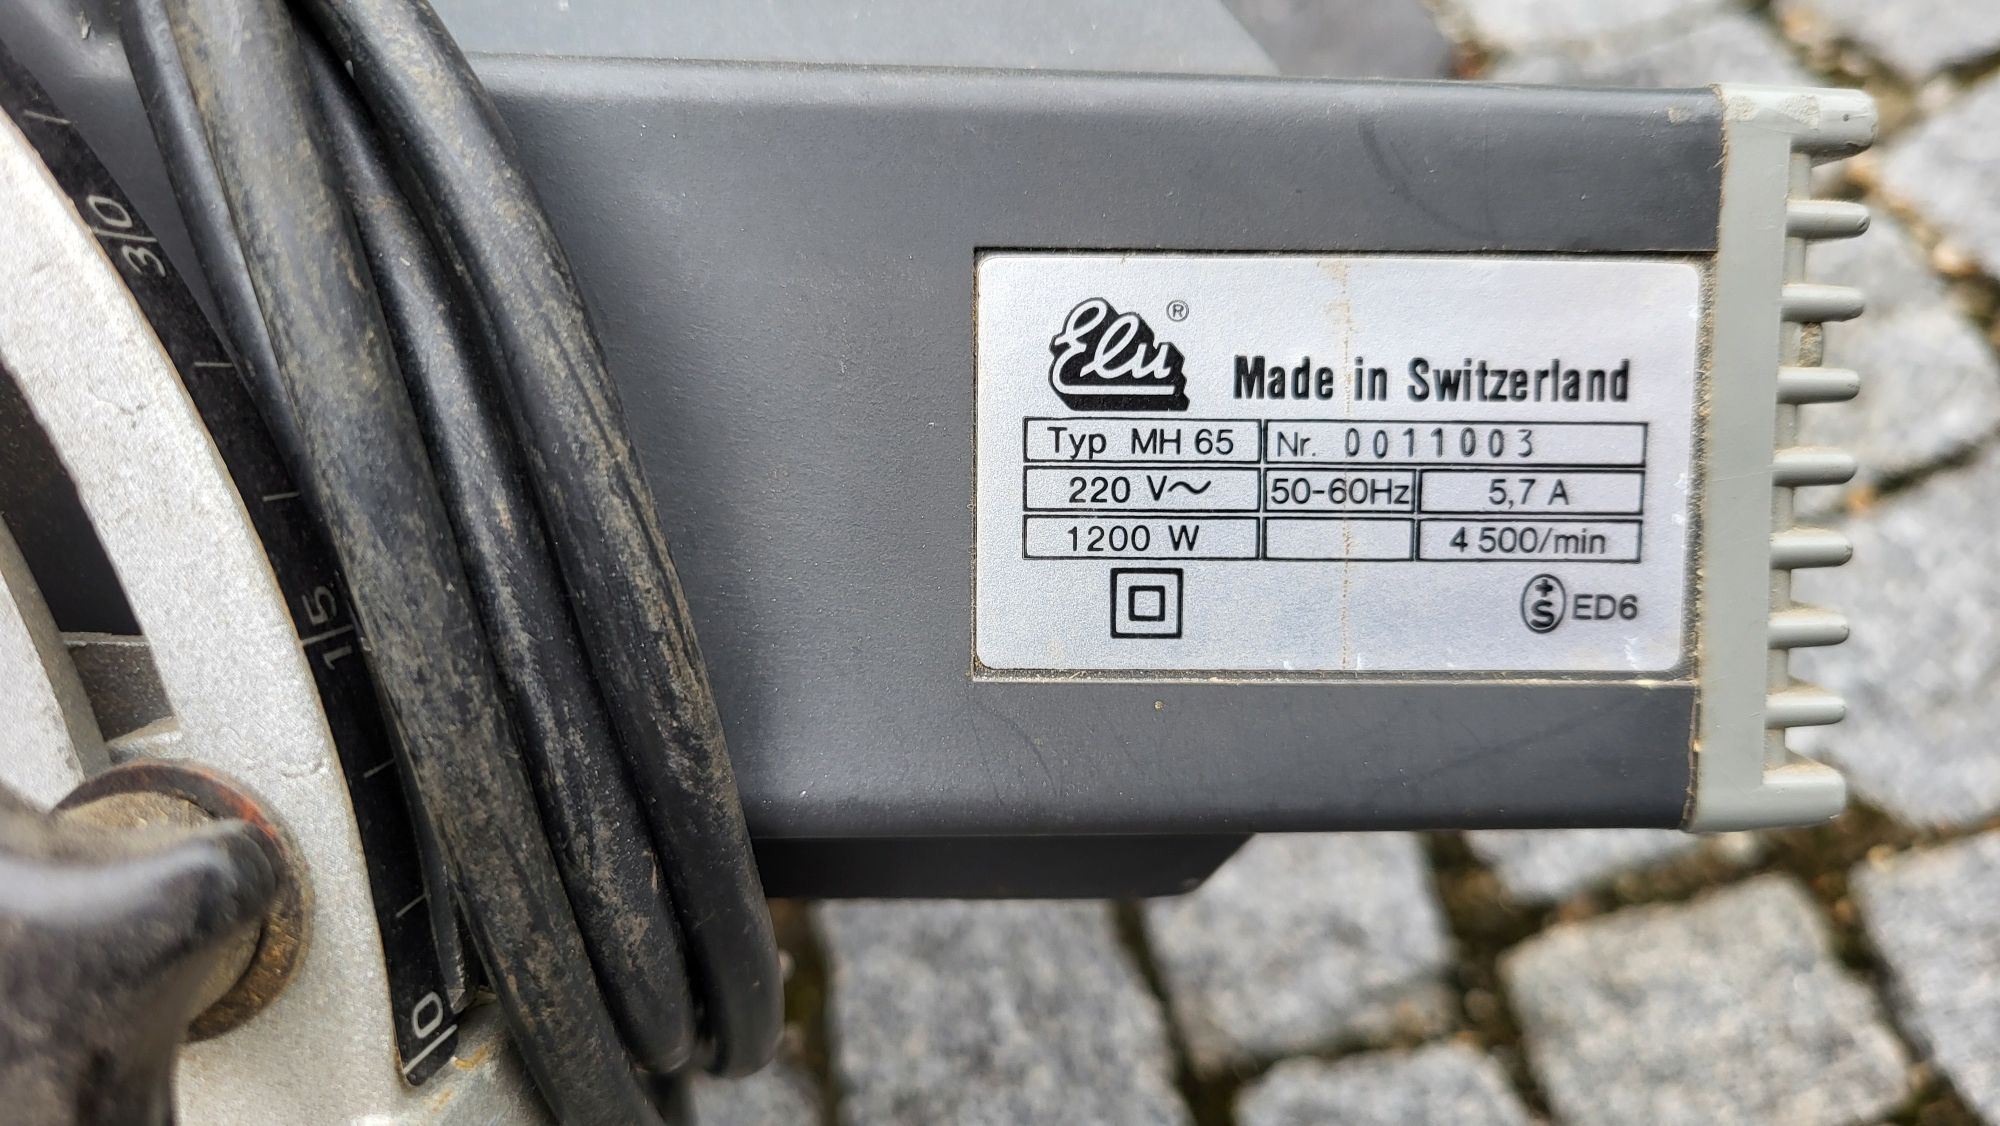 Elu ®
Made in Switzerland
Typ MH 65 Nr. 0011003
220 V~ 50-60Hz 5,7 A
1200 W 4 500/min
+S ED6
30
15
0